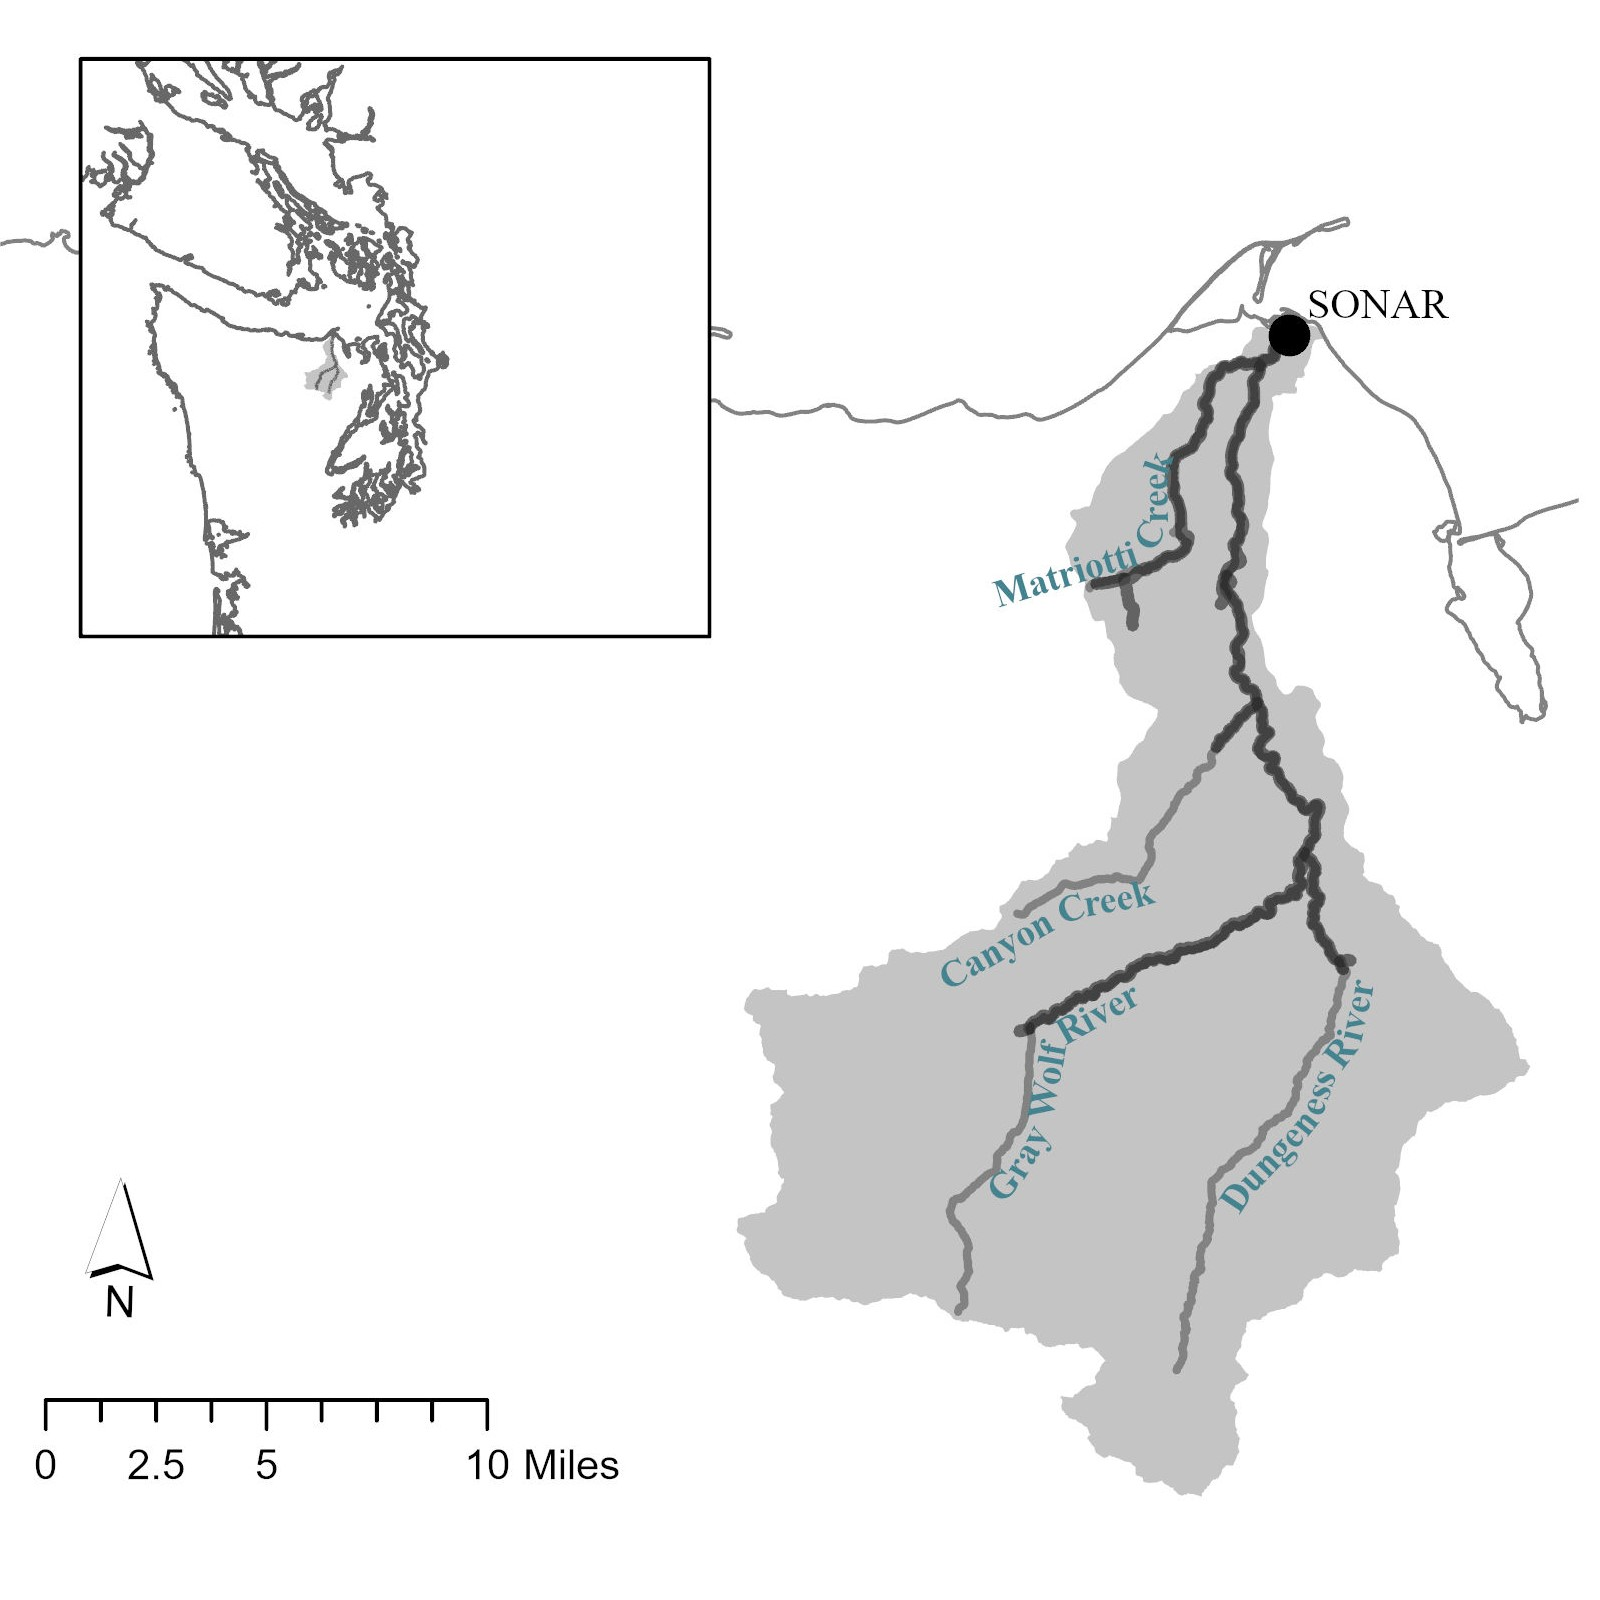 SONAR
Matriotti Creek
Canyon Creek
Gray Wolf River
Dungeness River
N
0 2.5 5 10 Miles